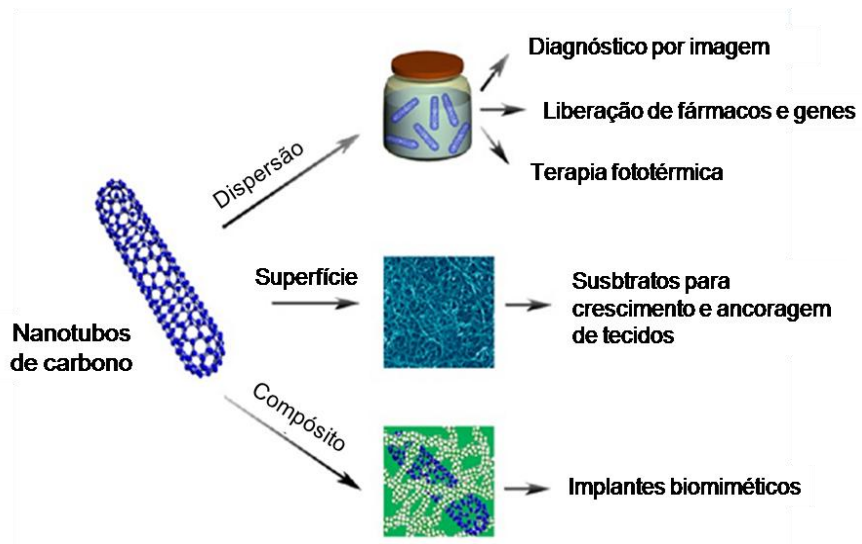 Diagnóstico por imagem
Liberação de fármacos e genes
Terapia fototérmica
Dispersão
Superfície
Susbtratos para
crescimento e ancoragem
de tecidos
Nanotubos
de carbono
Compósito
Implantes biomiméticos